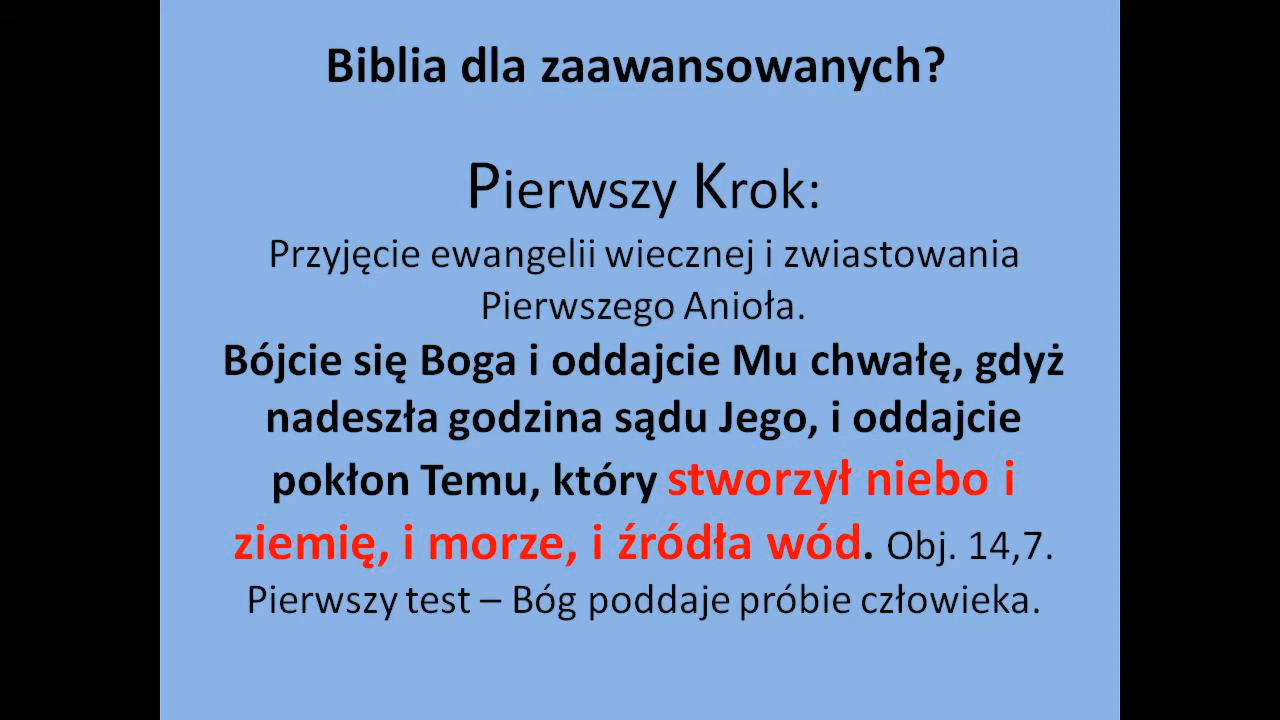 Biblia dla zaawansowanych?
Pierwszy Krok:
Przyjęcie ewangelii wiecznej i zwiastowania
Pierwszego Anioła.
Bójcie się Boga i oddajcie Mu chwałę, gdyż
nadeszła godzina sądu Jego, i oddajcie
pokłon Temu, który stworzył niebo i
ziemię, i morze, i źródła wód. Obj. 14,7.
Pierwszy test – Bóg poddaje próbie człowieka.